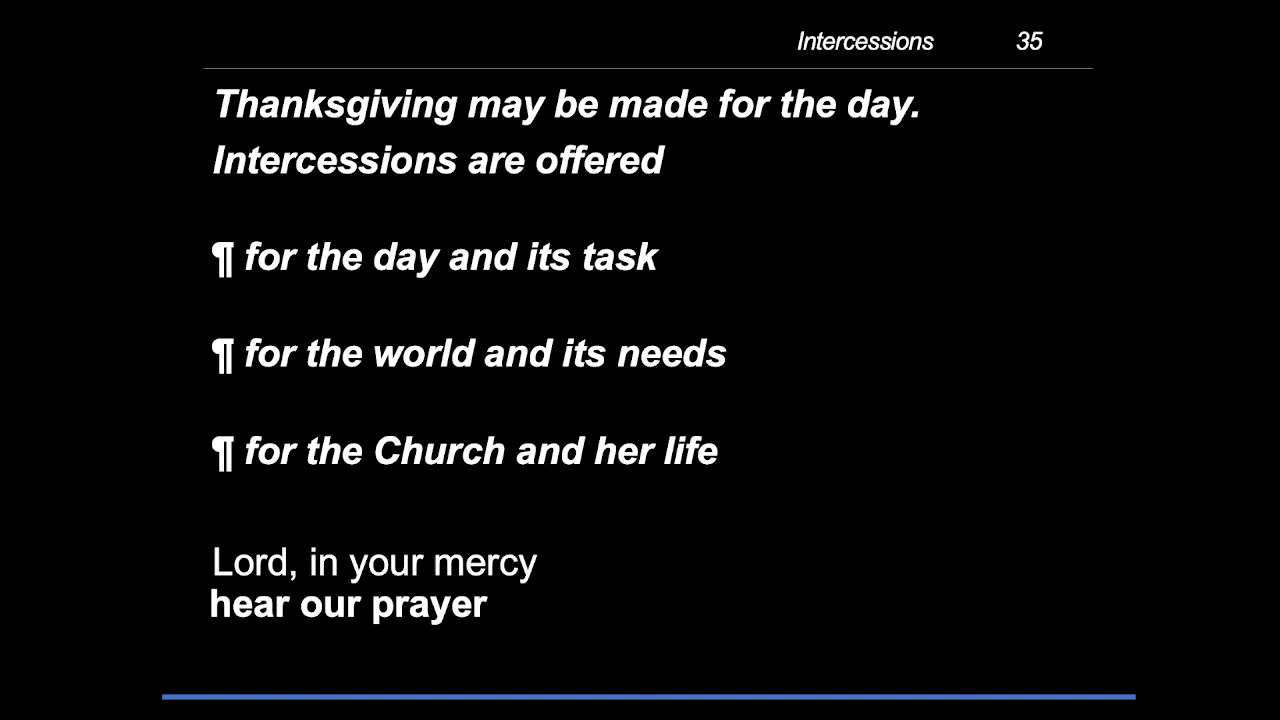 Intercessions 35
Thanksgiving may be made for the day.
Intercessions are offered
¶ for the day and its task
¶ for the world and its needs
¶ for the Church and her life
Lord, in your mercy
hear our prayer